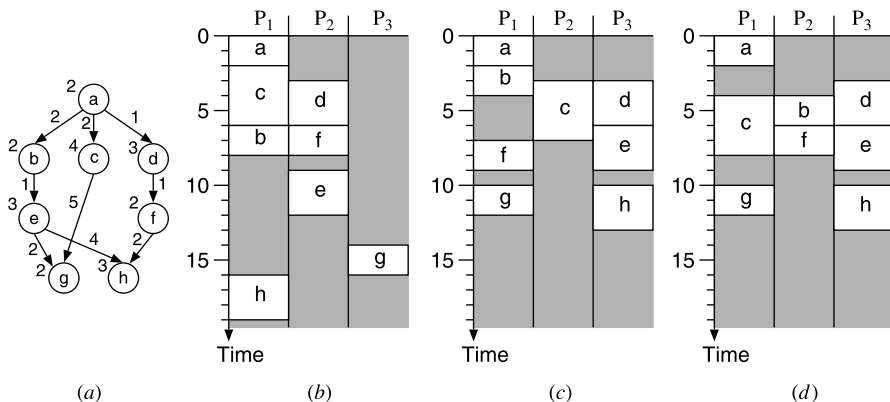 2 a
2 2 1
2 b 4 c 3 d
1 5 1
3 e 2 f
2 4 2
2 g 3 h
(a)
P1 P2 P3
0
5
10
15
a
c
d
b f
e
g
h
Time
(b)
P1 P2 P3
0
5
10
15
a
b
c d
e
f
g h
Time
(c)
P1 P2 P3
0
5
10
15
a
d
b
c
f e
g h
Time
(d)